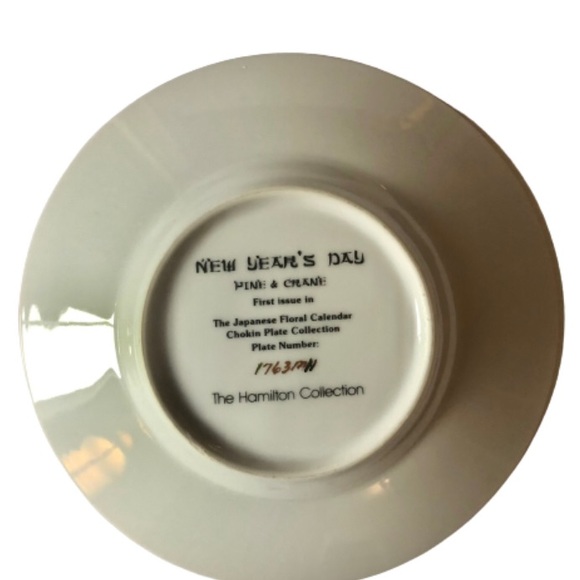 NEW YEAR'S DAY
PINE & CRANE
First issue in
The Japanese Floral Calendar
Chokin Plate Collection
Plate Number:
1763MH
The Hamilton Collection